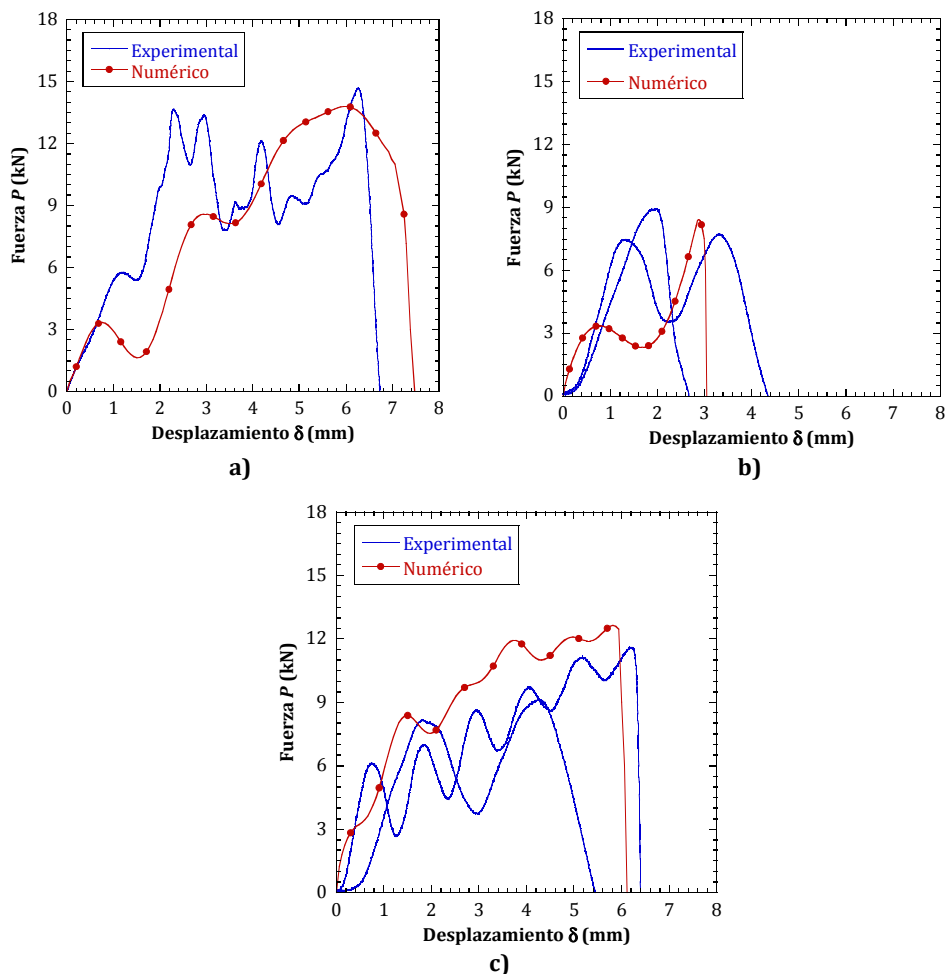 18
15
12
9
6
3
0
Fuerza P (kN)
Experimental
Numérico
0 1 2 3 4 5 6 7 8
Desplazamiento δ (mm)
a)
18
15
12
9
6
3
0
Fuerza P (kN)
Experimental
Numérico
0 1 2 3 4 5 6 7 8
Desplazamiento δ (mm)
b)
18
15
12
9
6
3
0
Fuerza P (kN)
Experimental
Numérico
0 1 2 3 4 5 6 7 8
Desplazamiento δ (mm)
c)